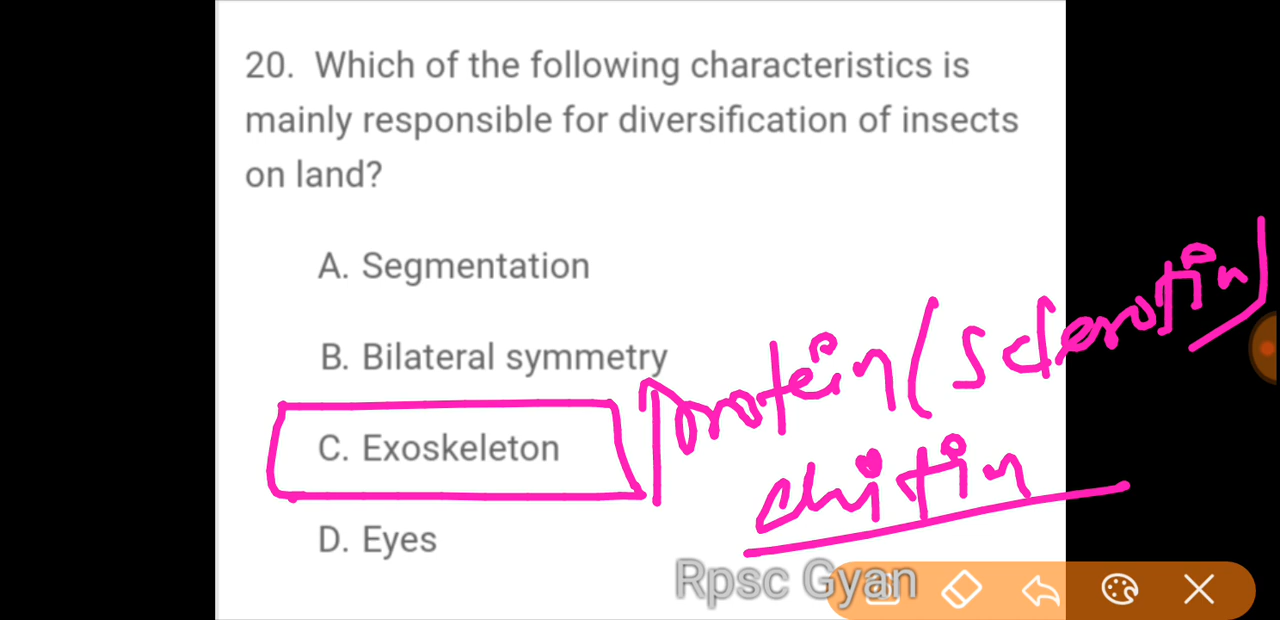 20. Which of the following characteristics is
mainly responsible for diversification of insects
on land?
A. Segmentation
B. Bilateral symmetry
C. Exoskeleton
protein (sclerotin)
chitin
D. Eyes
Rpsc Gyan